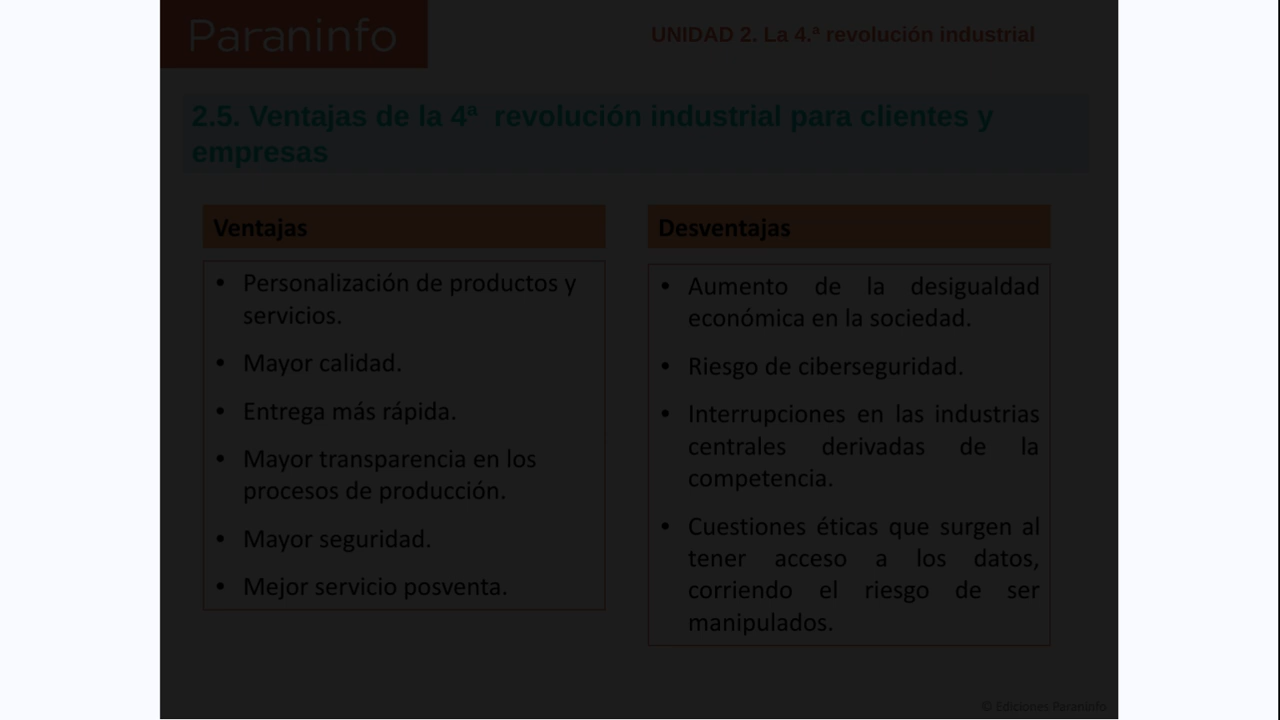 Paraninfo
UNIDAD 2. La 4.ª revolución industrial
2.5. Ventajas de la 4ª revolución industrial para clientes y
empresas
Ventajas
• Personalización de productos y
servicios.
• Mayor calidad.
• Entrega más rápida.
• Mayor transparencia en los
procesos de producción.
• Mayor seguridad.
• Mejor servicio posventa.
Desventajas
• Aumento de la desigualdad
económica en la sociedad.
• Riesgo de ciberseguridad.
• Interrupciones en las industrias
centrales derivadas de la
competencia.
• Cuestiones éticas que surgen al
tener acceso a los datos,
corriendo el riesgo de ser
manipulados.
© Ediciones Paraninfo